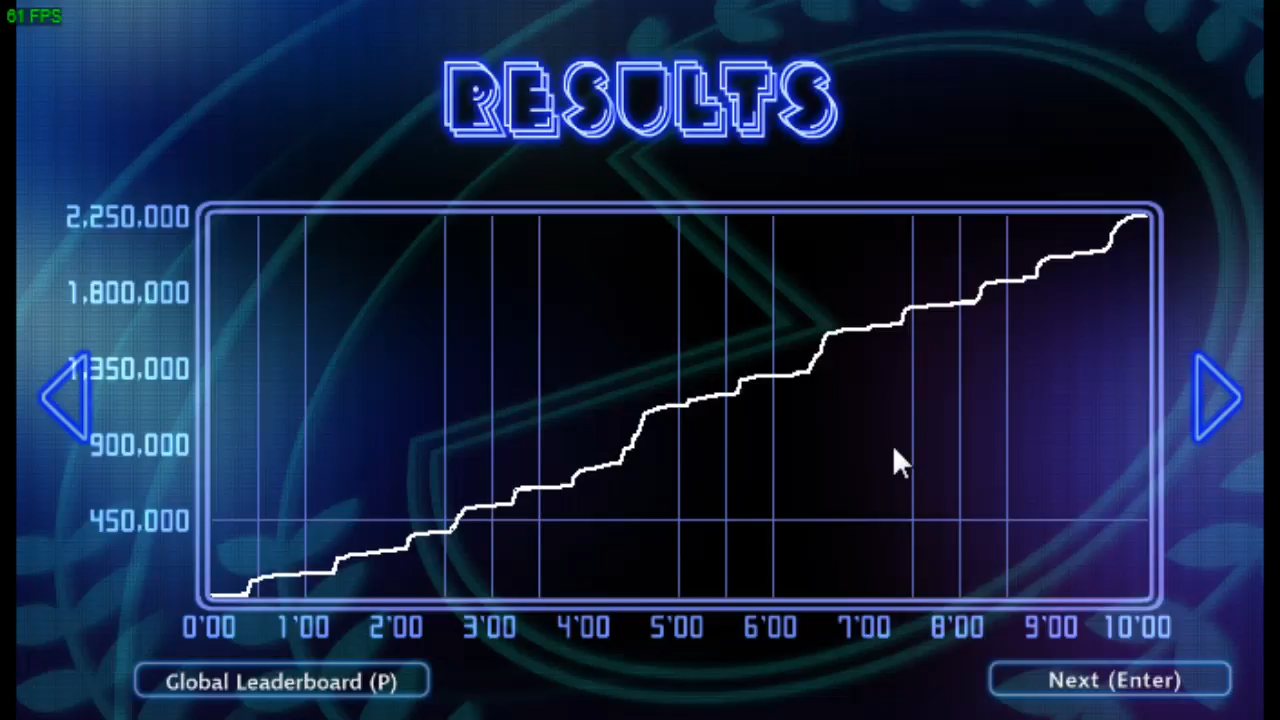 61 FPS
RESULTS
2,250,000
1,800,000
1,350,000
900,000
450,000
0'00 1'00 2'00 3'00 4'00 5'00 6'00 7'00 8'00 9'00 10'00
Global Leaderboard (P)
Next (Enter)